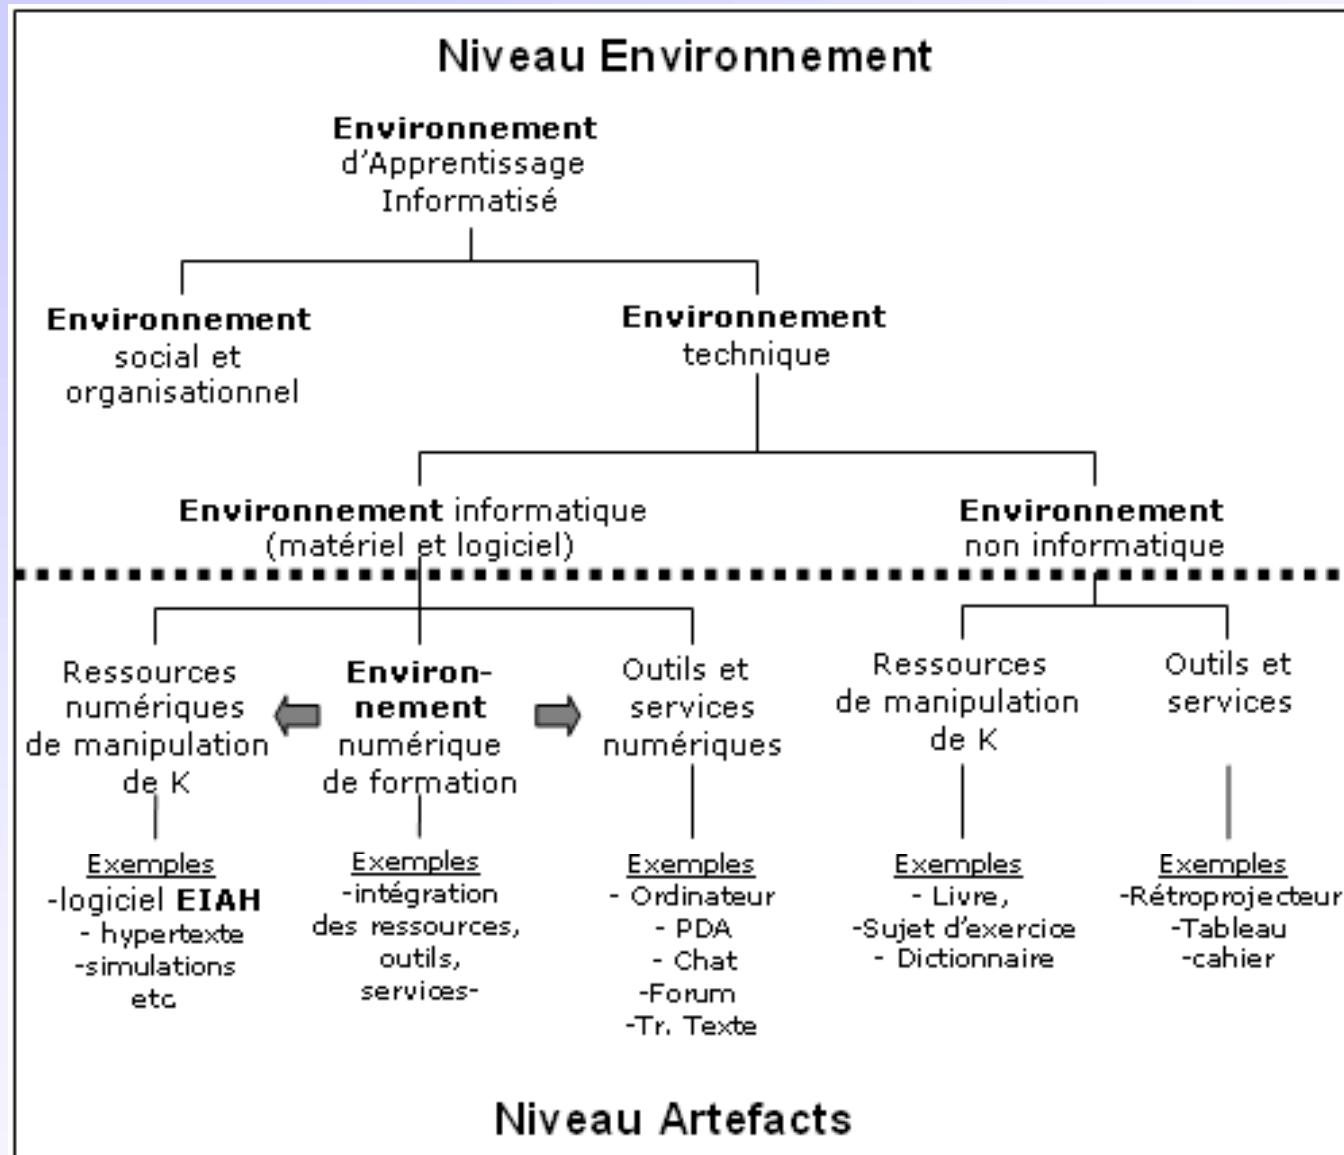 Niveau Environnement
Environnement
d'Apprentissage
Informatisé
Environnement
social et
organisationnel
Environnement
technique
Environnement informatique
(matériel et logiciel)
Environnement
non informatique
Ressources
numériques
de manipulation
de K
Environ-
nement
numérique
de formation
Outils et
services
numériques
Ressources
de manipulation
de K
Outils et
services
Exemples
-logiciel EIAH
- hypertexte
-simulations
etc
Exemples
-intégration
des ressources,
outils,
services-
Exemples
- Ordinateur
- PDA
- Chat
-Forum
-Tr. Texte
Exemples
- Livre,
-Sujet d'exercice
- Dictionnaire
Exemples
-Rétroprojecteur
-Tableau
-cahier
Niveau Artefacts